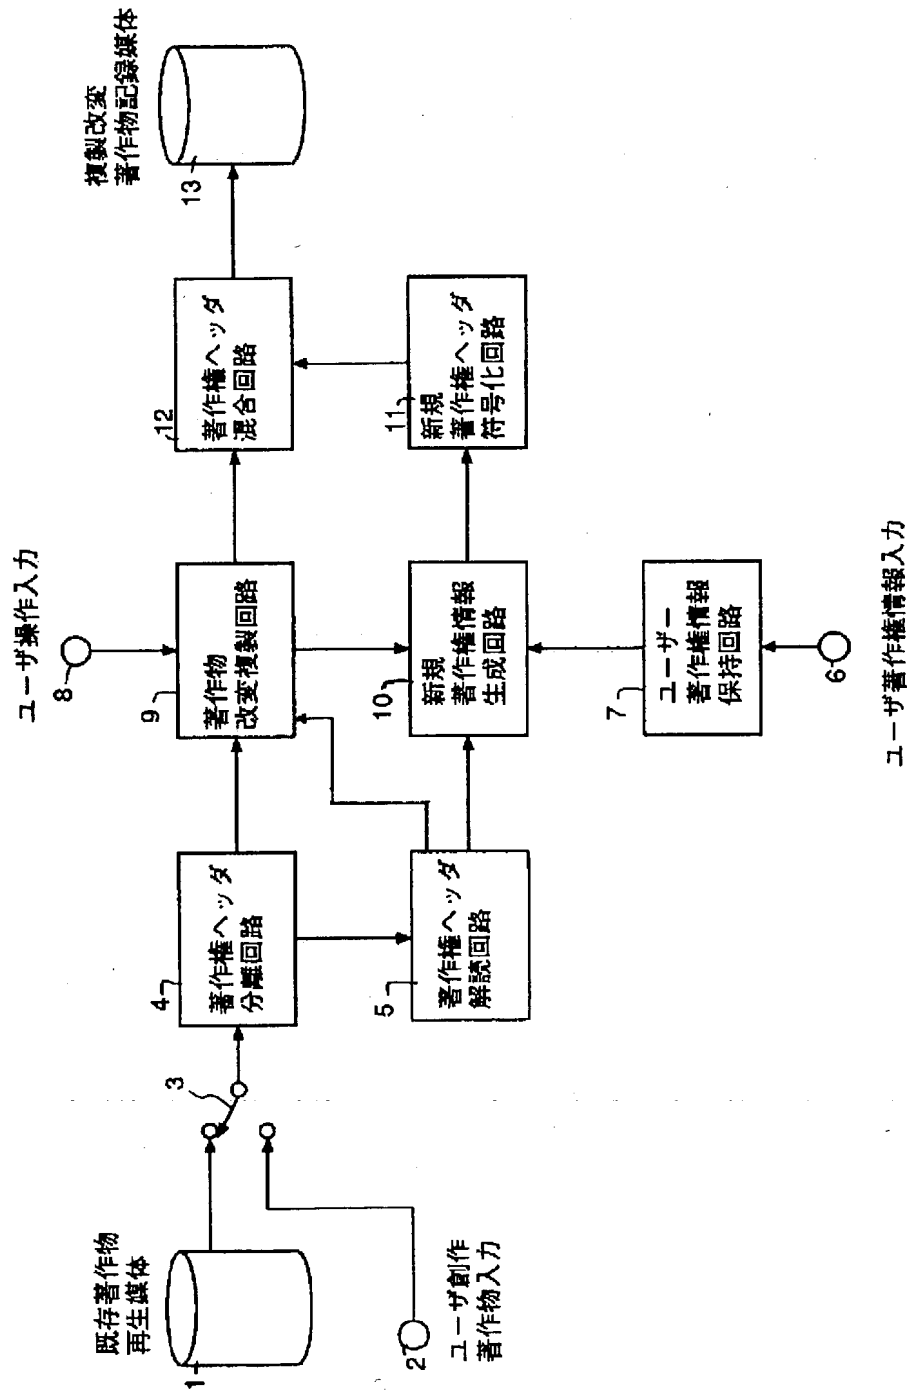 既存著作物
再生媒体
1
2
ユーザ創作
著作物入力
3
4
著作権ヘッダ
分離回路
5
著作権ヘッダ
解読回路
ユーザ操作入力
8
9
著作物
改変複製回路
10
新規
著作権情報
生成回路
7
ユーザー
著作権情報
保持回路
6
ユーザ著作権情報入力
12
著作権ヘッダ
混合回路
11
新規
著作権ヘッダ
符号化回路
複製改変
著作物記録媒体
13